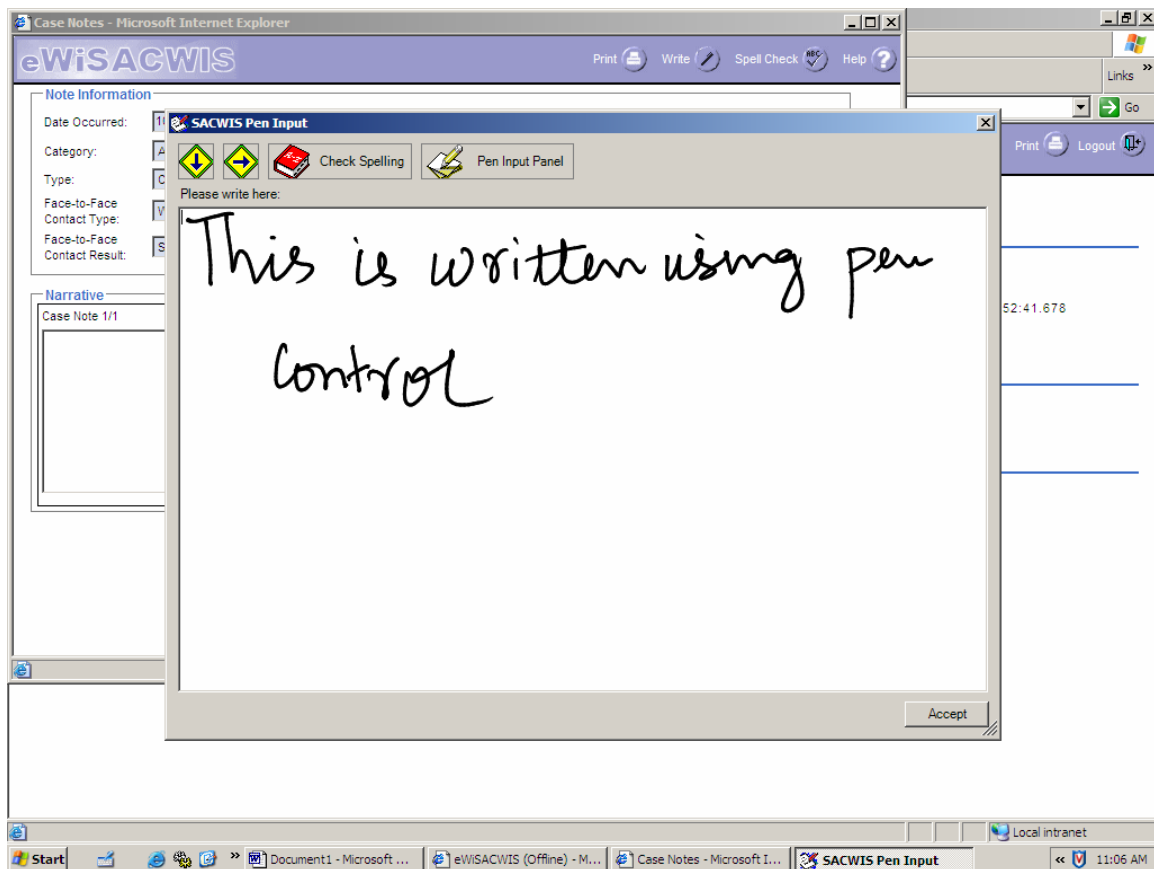 Case Notes - Microsoft Internet Explorer
eWiSACWIS
Print Write Spell Check ABC Help ?
Links »
Go
Note Information
Date Occurred:
Category:
Type:
Face-to-Face
Contact Type:
Face-to-Face
Contact Result:
Narrative
Case Note 1/1
SACWIS Pen Input
Check Spelling
Pen Input Panel
Please write here:
This is written using pen
control
Accept
Print Logout
52:41.678
Local intranet
Start » Document1 - Microsoft ... eWiSACWIS (Offline) - M... Case Notes - Microsoft I... SACWIS Pen Input « 11:06 AM